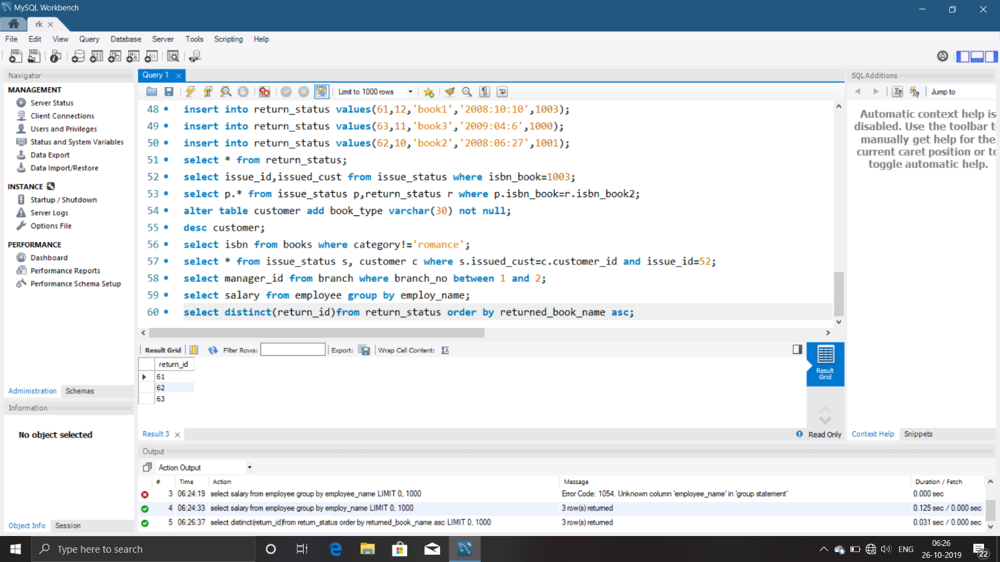 MySQL Workbench
rk
File Edit View Query Database Server Tools Scripting Help
Navigator
MANAGEMENT
Server Status
Client Connections
Users and Privileges
Status and System Variables
Data Export
Data Import/Restore
INSTANCE
Startup / Shutdown
Server Logs
Options File
PERFORMANCE
Dashboard
Performance Reports
Performance Schema Setup
Administration Schemas
Information
No object selected
Object Info Session
Query 1
Limit to 1000 rows
48 insert into return_status values(61,12,'book1','2008:10:10',1003);
49 insert into return_status values(63,11,'book3','2009:04:6',1000);
50 insert into return_status values(62,10,'book2','2008:06:27',1001);
51 select * from return_status;
52 select issue_id,issued_cust from issue_status where isbn_book=1003;
53 select p.* from issue_status p,return_status r where p.isbn_book=r.isbn_book2;
54 alter table customer add book_type varchar(30) not null;
55 desc customer;
56 select isbn from books where category!='romance';
57 select * from issue_status s, customer c where s.issued_cust=c.customer_id and issue_id=52;
58 select manager_id from branch where branch_no between 1 and 2;
59 select salary from employee group by employ_name;
60 select distinct(return_id)from return_status order by returned_book_name asc;
Result Grid Filter Rows: Export: Wrap Cell Content:
return_id
61
62
63
Result
Grid
Result 3
Read Only
SQLAdditions
Jump to
Automatic context help is
disabled. Use the toolbar t
manually get help for the
current caret position or to
toggle automatic help.
Context Help Snippets
Output
Action Output
# Time Action Message Duration / Fetch
3 06:24:19 select salary from employee group by employee_name LIMIT 0, 1000 Error Code: 1054. Unknown column 'employee_name' in 'group statement' 0.000 sec
4 06:24:33 select salary from employee group by employ_name LIMIT 0, 1000 3 row(s) returned 0.125 sec / 0.000 sec
5 06:26:37 select distinct(return_id)from return_status order by returned_book_name asc LIMIT 0, 1000 3 row(s) returned 0.031 sec / 0.000 sec
Type here to search
ENG
06:26
26-10-2019
22